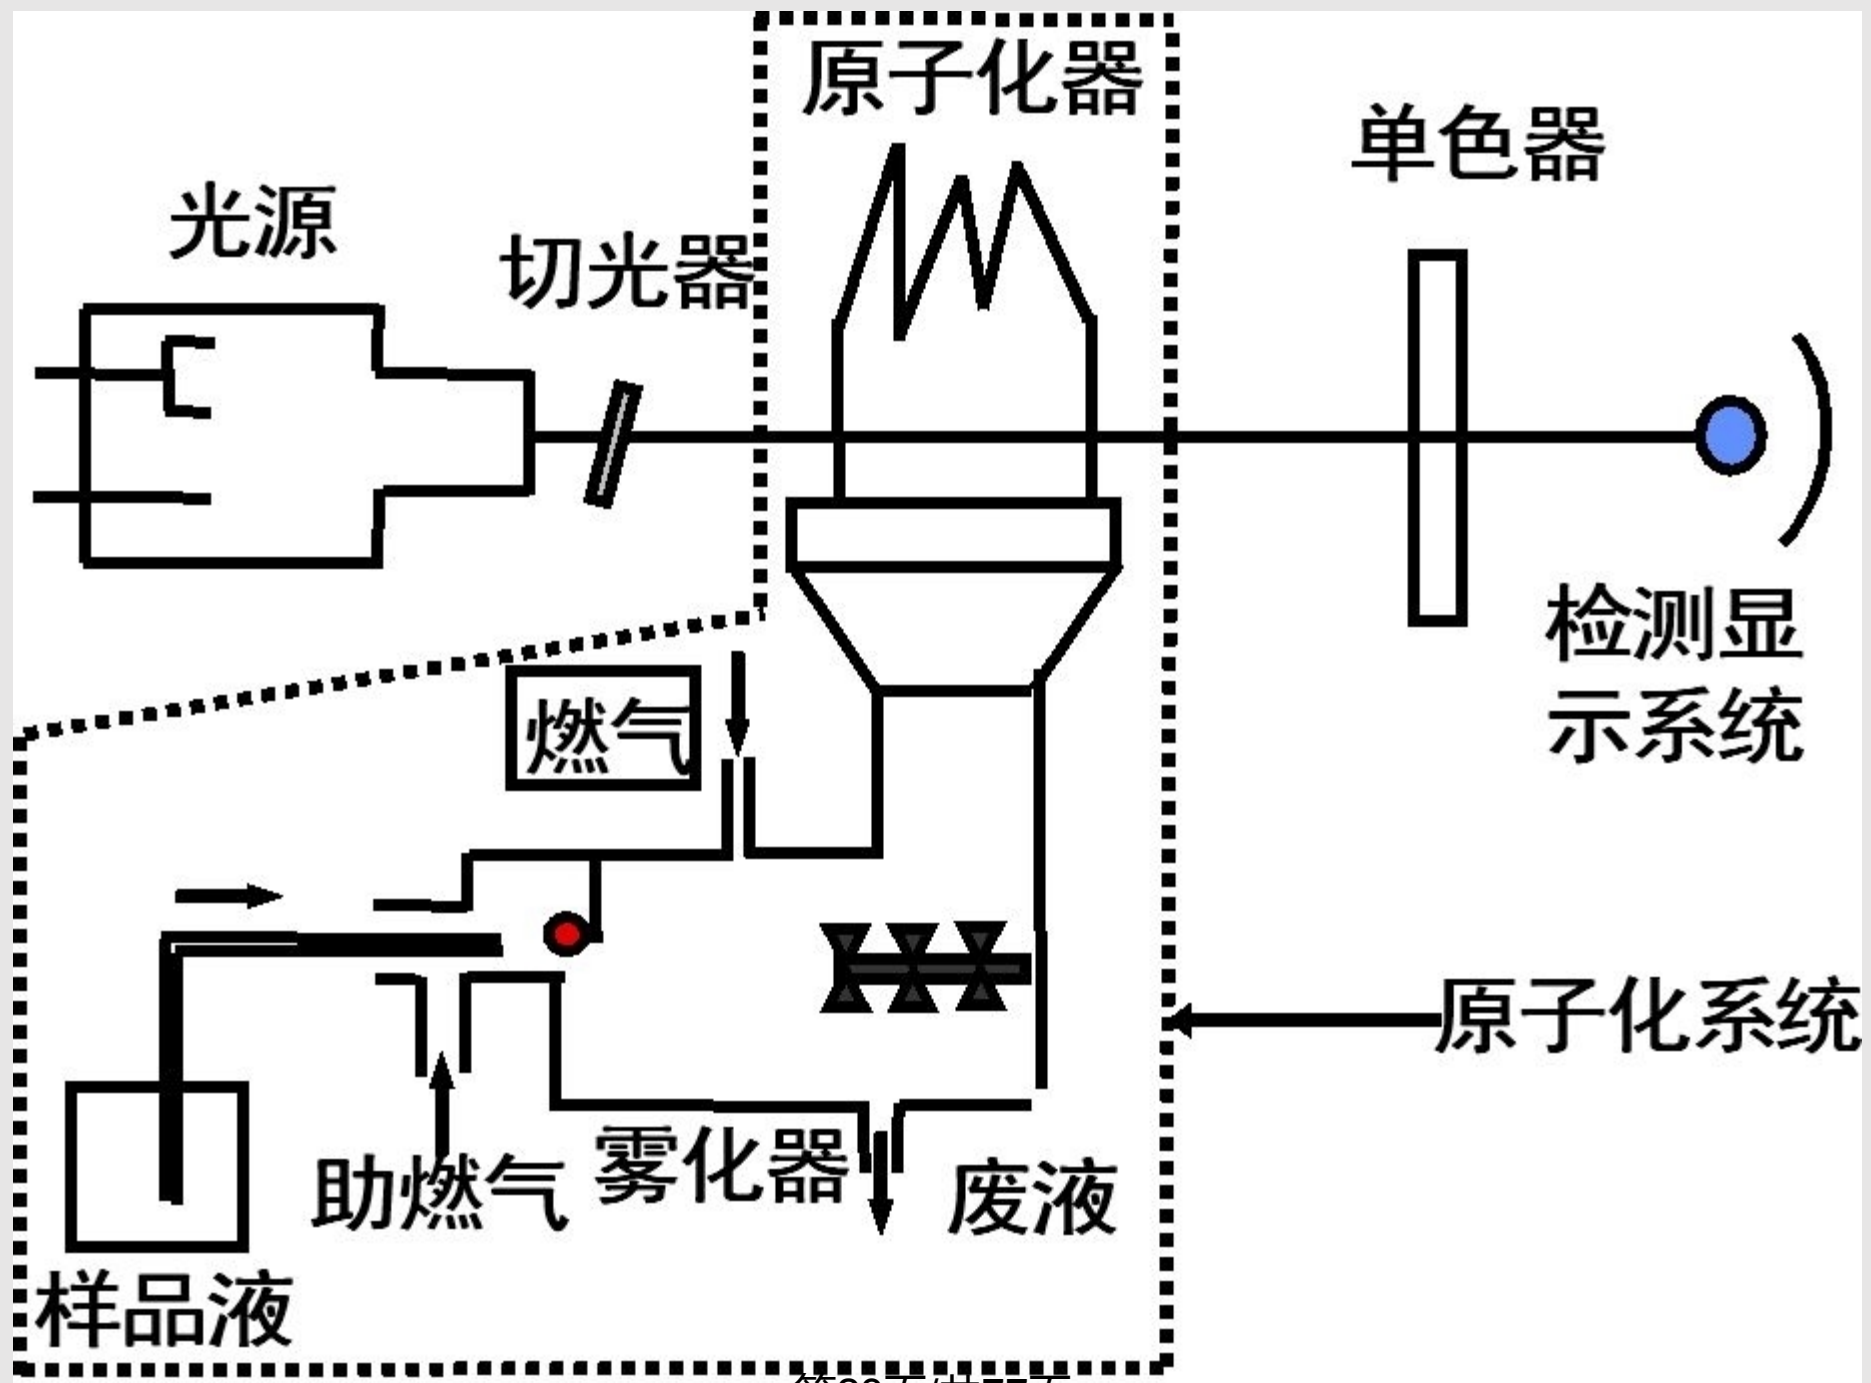 原子化器
单色器
光源
切光器
检测显
示系统
燃气
原子化系统
助燃气
雾化器
废液
样品液